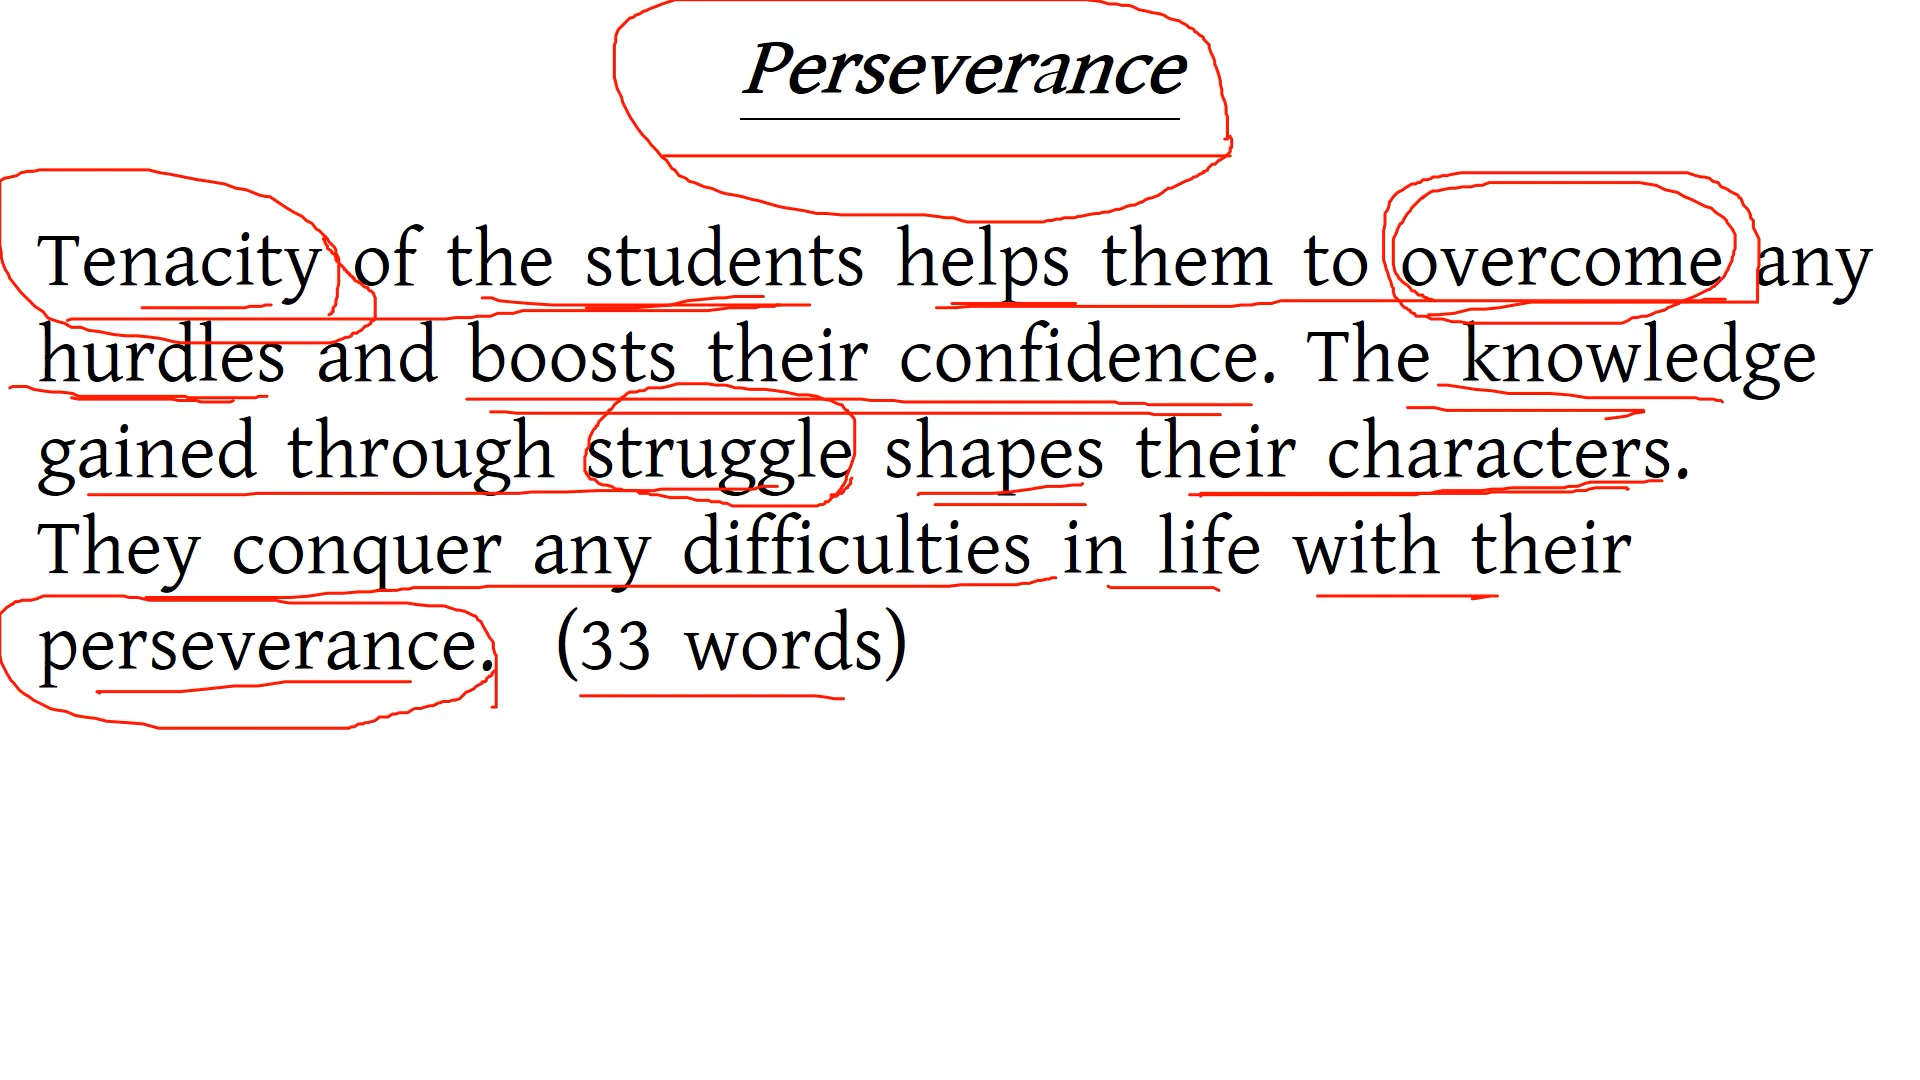 Perseverance
Tenacity of the students helps them to overcome any
hurdles and boosts their confidence. The knowledge
gained through struggle shapes their characters.
They conquer any difficulties in life with their
perseverance. (33 words)